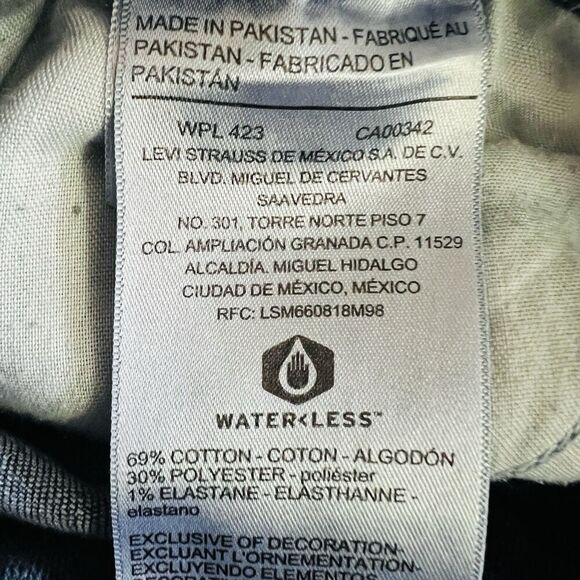 MADE IN PAKISTAN - FABRIQUÉ AU
PAKISTAN - FABRICADO EN
PAKISTÁN
WPL 423 CA00342
LEVI STRAUSS DE MÉXICO S.A. DE C.V.
BLVD. MIGUEL DE CERVANTES
SAAVEDRA
NO. 301, TORRE NORTE PISO 7
COL. AMPLIACIÓN GRANADA C.P. 11529
ALCALDÍA. MIGUEL HIDALGO
CIUDAD DE MÉXICO, MÉXICO
RFC: LSM660818M98
WATER<LESS™
69% COTTON - COTON - ALGODÓN
30% POLYESTER - poliéster
1% ELASTANE - ELASTHANNE -
elastano
EXCLUSIVE OF DECORATION-
EXCLUANT L'ORNEMENTATION-
EXCLUYENDO ELEMENTOS